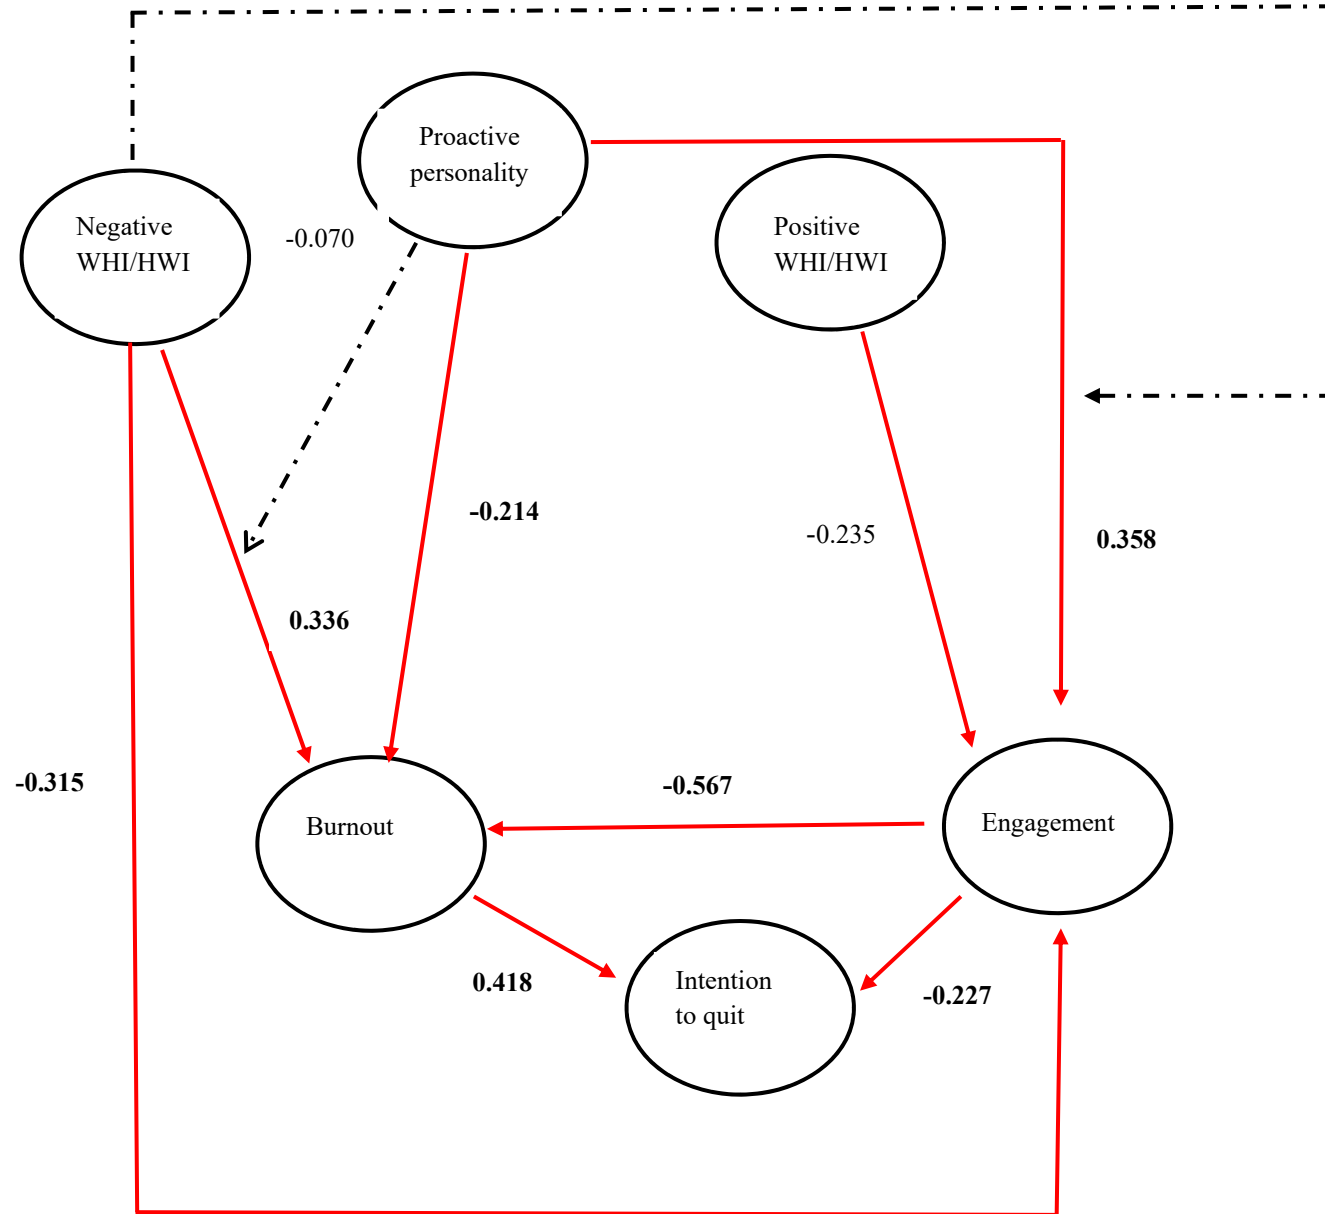 Proactive
personality
Negative
WHI/HWI
-0.070
Positive
WHI/HWI
-0.214
-0.235
0.358
0.336
-0.315
-0.567
Burnout
Engagement
0.418
Intention
to quit
-0.227